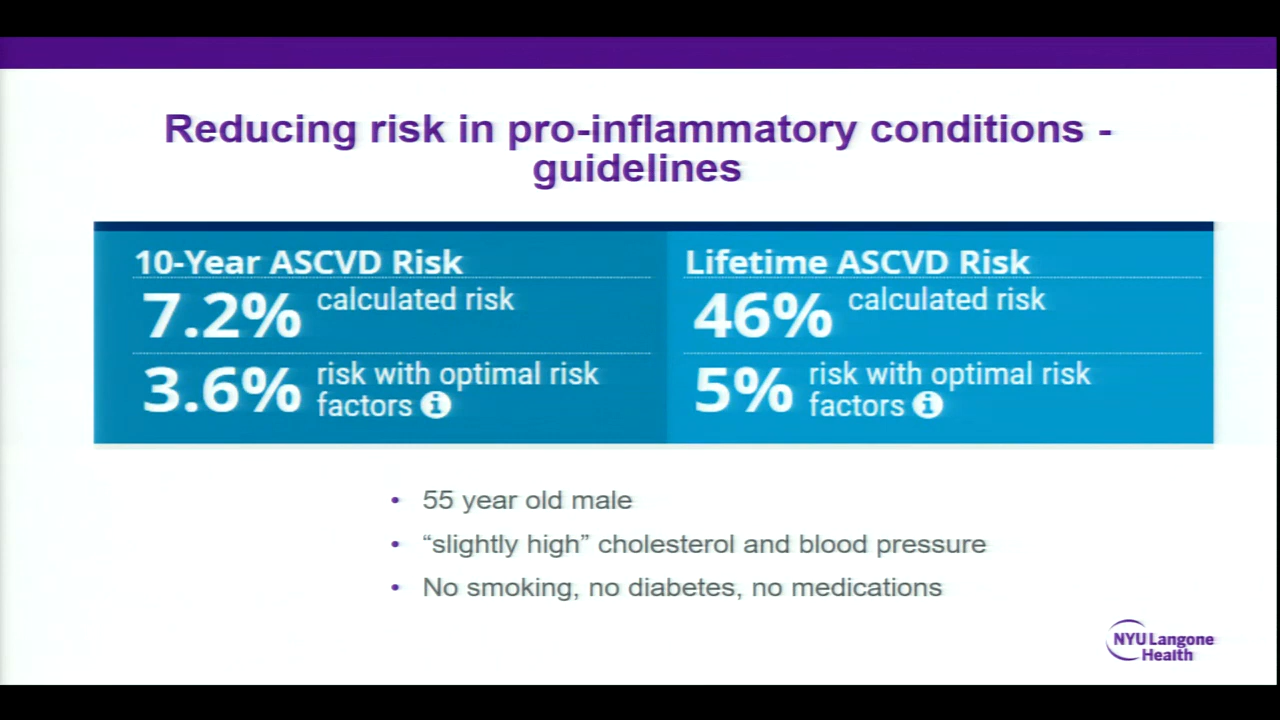 Reducing risk in pro-inflammatory conditions -
guidelines
10-Year ASCVD Risk
7.2% calculated risk
3.6% risk with optimal risk
factors
Lifetime ASCVD Risk
46% calculated risk
5% risk with optimal risk
factors
• 55 year old male
• “slightly high” cholesterol and blood pressure
• No smoking, no diabetes, no medications
NYU Langone
Health